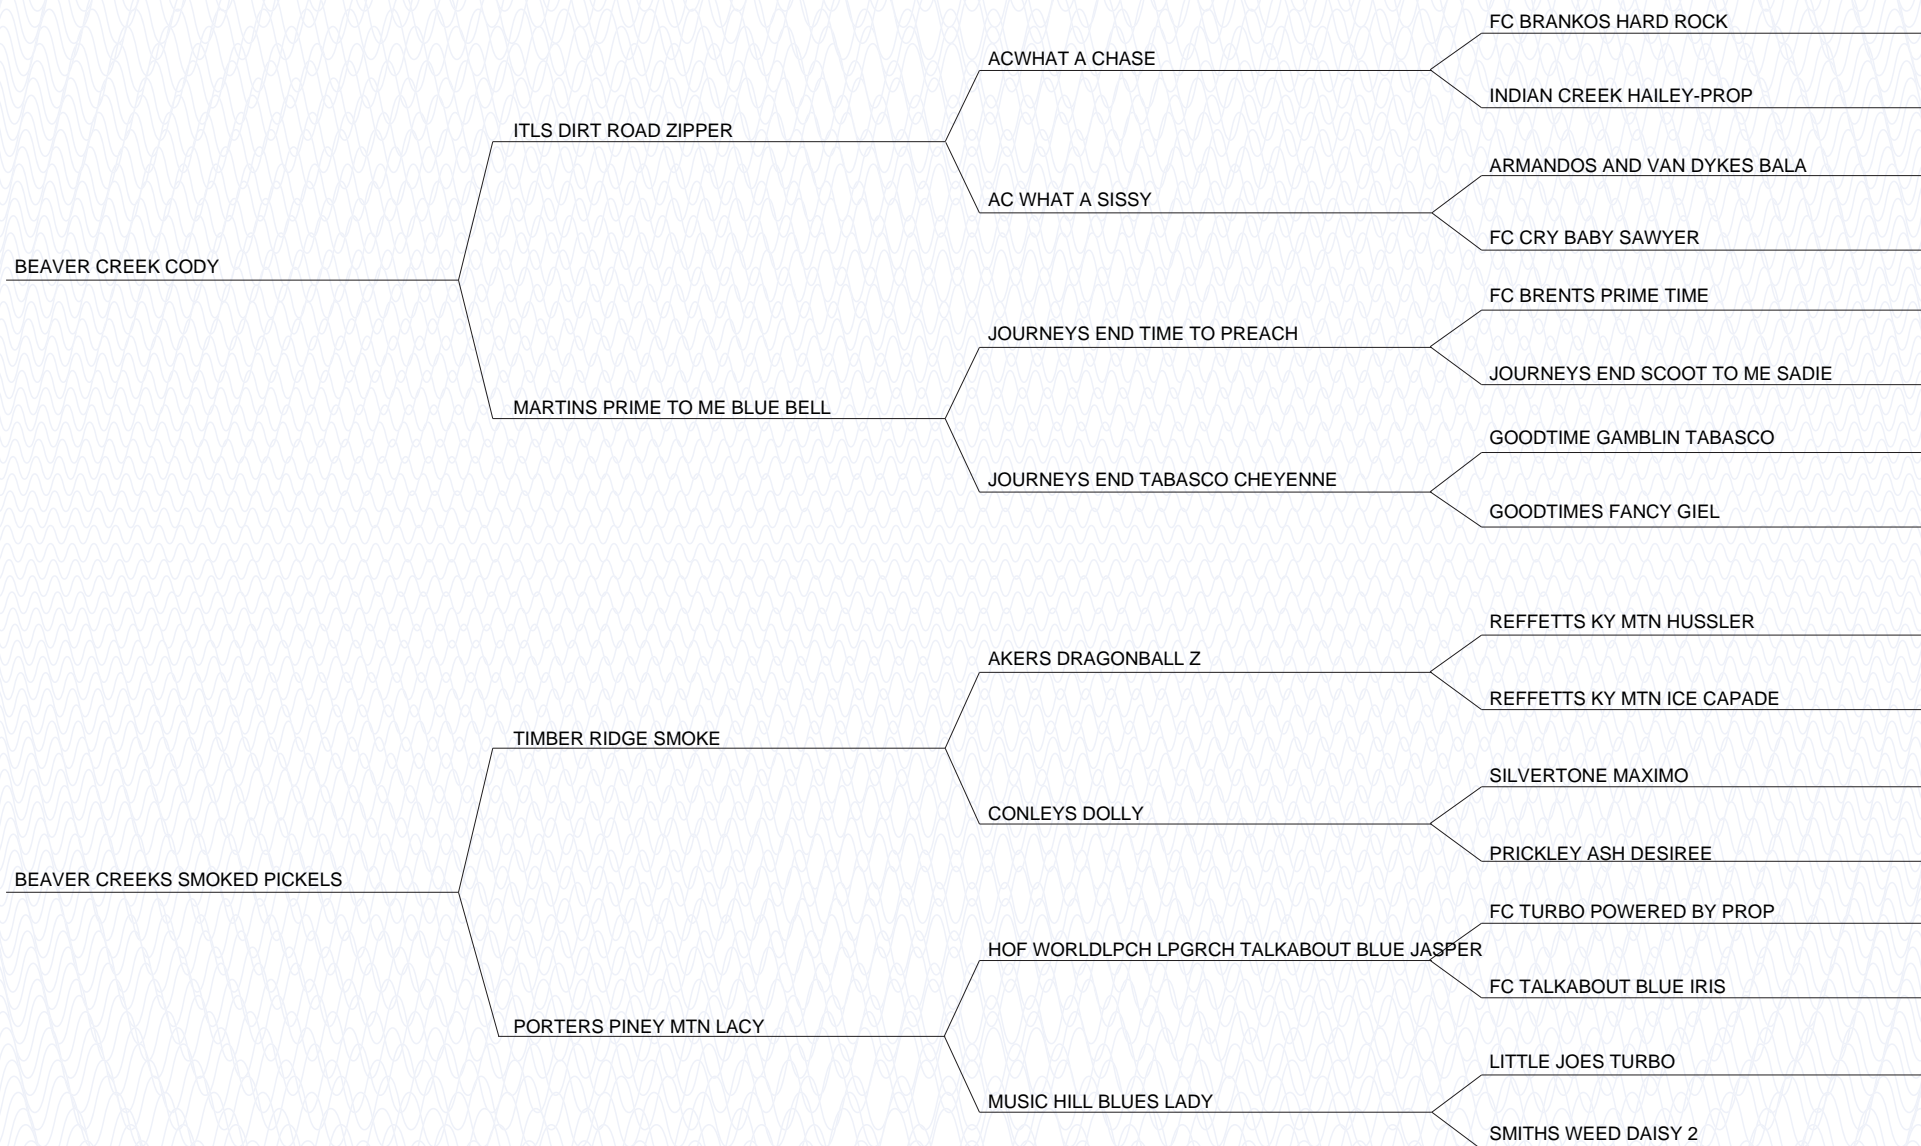 FC BRANKOS HARD ROCK
ACWHAT A CHASE
INDIAN CREEK HAILEY-PROP
ITLS DIRT ROAD ZIPPER
ARMANDOS AND VAN DYKES BALA
AC WHAT A SISSY
FC CRY BABY SAWYER
BEAVER CREEK CODY
FC BRENTS PRIME TIME
JOURNEYS END TIME TO PREACH
JOURNEYS END SCOOT TO ME SADIE
MARTINS PRIME TO ME BLUE BELL
GOODTIME GAMBLIN TABASCO
JOURNEYS END TABASCO CHEYENNE
GOODTIMES FANCY GIEL
REFFETTS KY MTN HUSSLER
AKERS DRAGONBALL Z
REFFETTS KY MTN ICE CAPADE
TIMBER RIDGE SMOKE
SILVERTONE MAXIMO
CONLEYS DOLLY
PRICKLEY ASH DESIREE
BEAVER CREEKS SMOKED PICKELS
FC TURBO POWERED BY PROP
HOF WORLDLPCH LPGRCH TALKABOUT BLUE JASPER
FC TALKABOUT BLUE IRIS
PORTERS PINEY MTN LACY
LITTLE JOES TURBO
MUSIC HILL BLUES LADY
SMITHS WEED DAISY 2